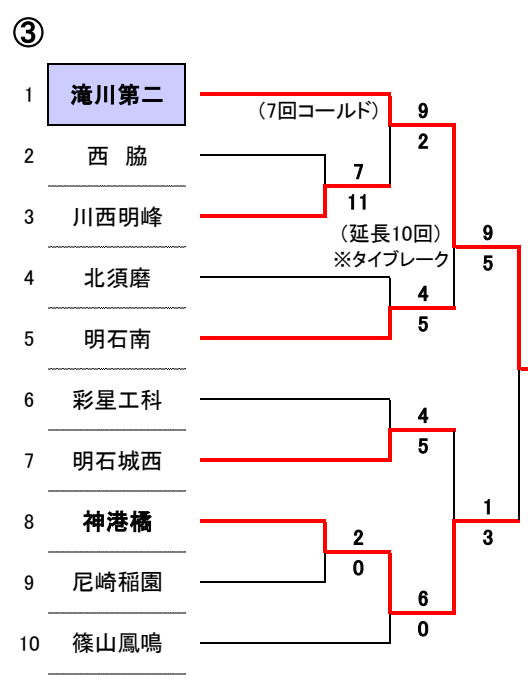 ③
1 滝川第二
(7回コールド) 9
2
2 西 脇
7
11
3 川西明峰
(延長10回) 9
※タイブレーク 5
4 北須磨
4
5
5 明石南
6 彩星工科
4
5
7 明石城西
1
3
8 神港橘
2
0
9 尼崎稲園
6
0
10 篠山鳳鳴